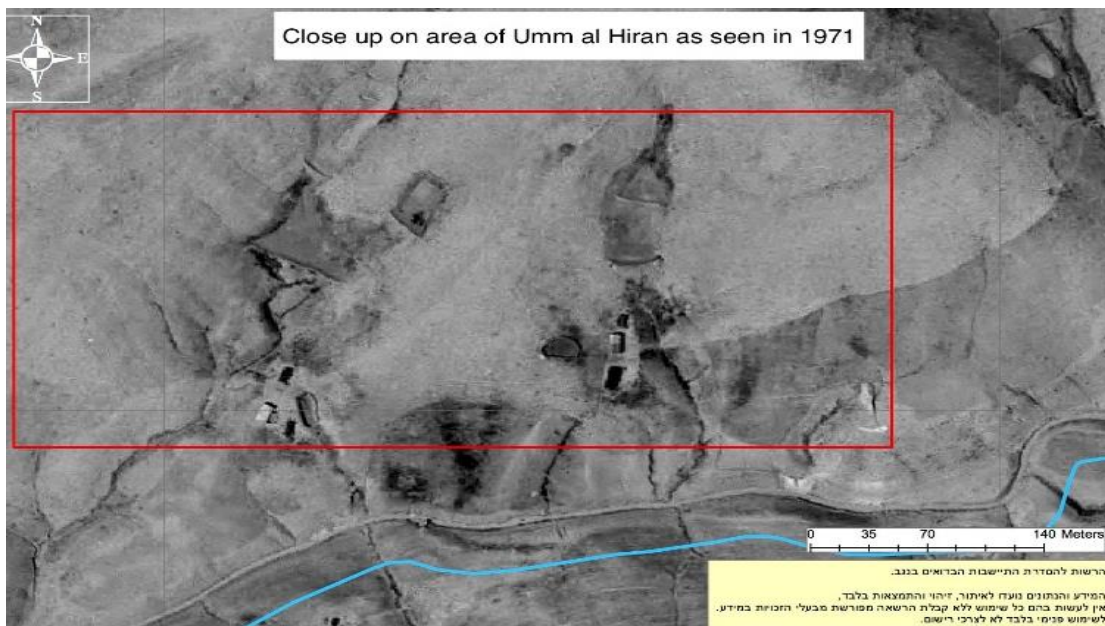 Close up on area of Umm al Hiran as seen in 1971
N
E
S
0 35 70 140 Meters
הרשות להסדרת התיישבות הבדואים בנגב.
המידע והנתונים נועדו לאיתור, זיהוי והתמצאות בלבד,
אין לעשות בהם כל שימוש ללא קבלת הרשאה מפורשת מבעלי הזכויות במידע.
לשימוש פנימי בלבד לא לצרכי רישום.